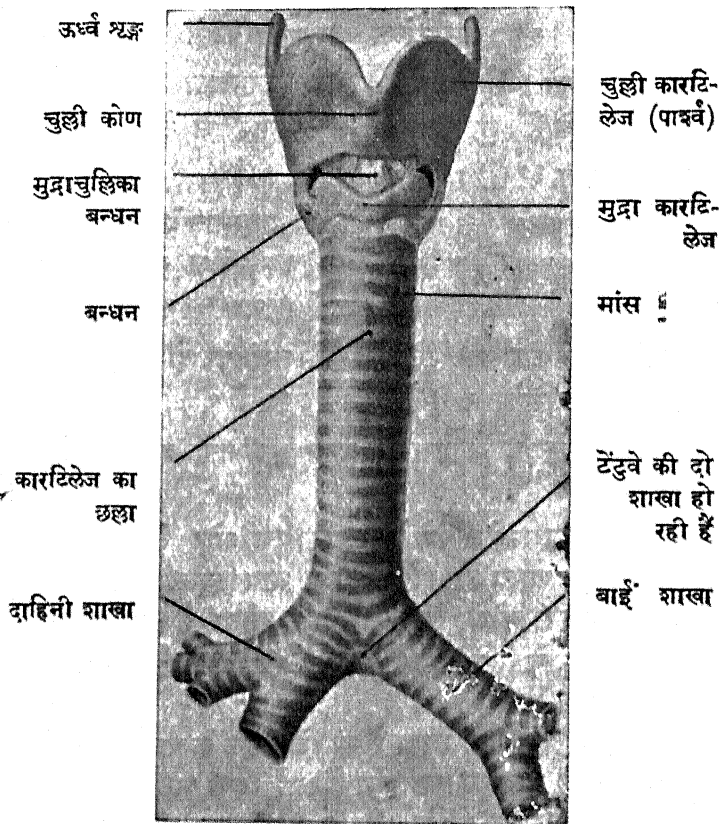 ऊर्ध्व शृङ्ग
चुल्ली कोण
मुद्राचुल्लिका
बन्धन
बन्धन
कारटिलेज का
छल्ला
दाहिनी शाखा
चुल्ली कारटि-
लेज (पार्श्व)
मुद्रा कारटि-
लेज
मांस
टेंटुवे की दो
शाखा हो
रही हैं
बाईं शाखा